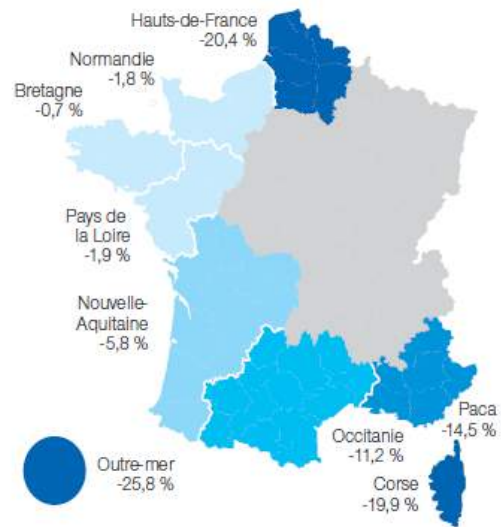 Hauts-de-France
-20,4 %
Normandie
-1,8 %
Bretagne
-0,7 %
Pays de
la Loire
-1,9 %
Nouvelle-
Aquitaine
-5,8 %
Paca
-14,5 %
Occitanie
-11,2 %
Outre-mer
-25,8 %
Corse
-19,9 %